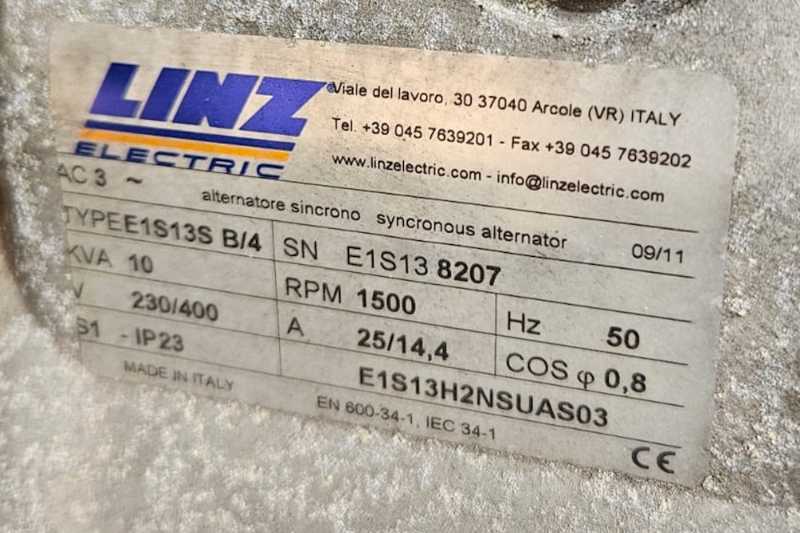 LINZ®
ELECTRIC
Viale del lavoro, 30 37040 Arcole (VR) ITALY
Tel. +39 045 7639201 - Fax +39 045 7639202
www.linzelectric.com - info@linzelectric.com
AC 3 ~ alternatore sincrono syncronous alternator 09/11
TYPE E1S13S B/4 SN E1S13 8207
KVA 10 RPM 1500 Hz 50
V 230/400 A 25/14,4 COS φ 0,8
S1 - IP23 E1S13H2NSUAS03
MADE IN ITALY EN 600-34-1, IEC 34-1
CE